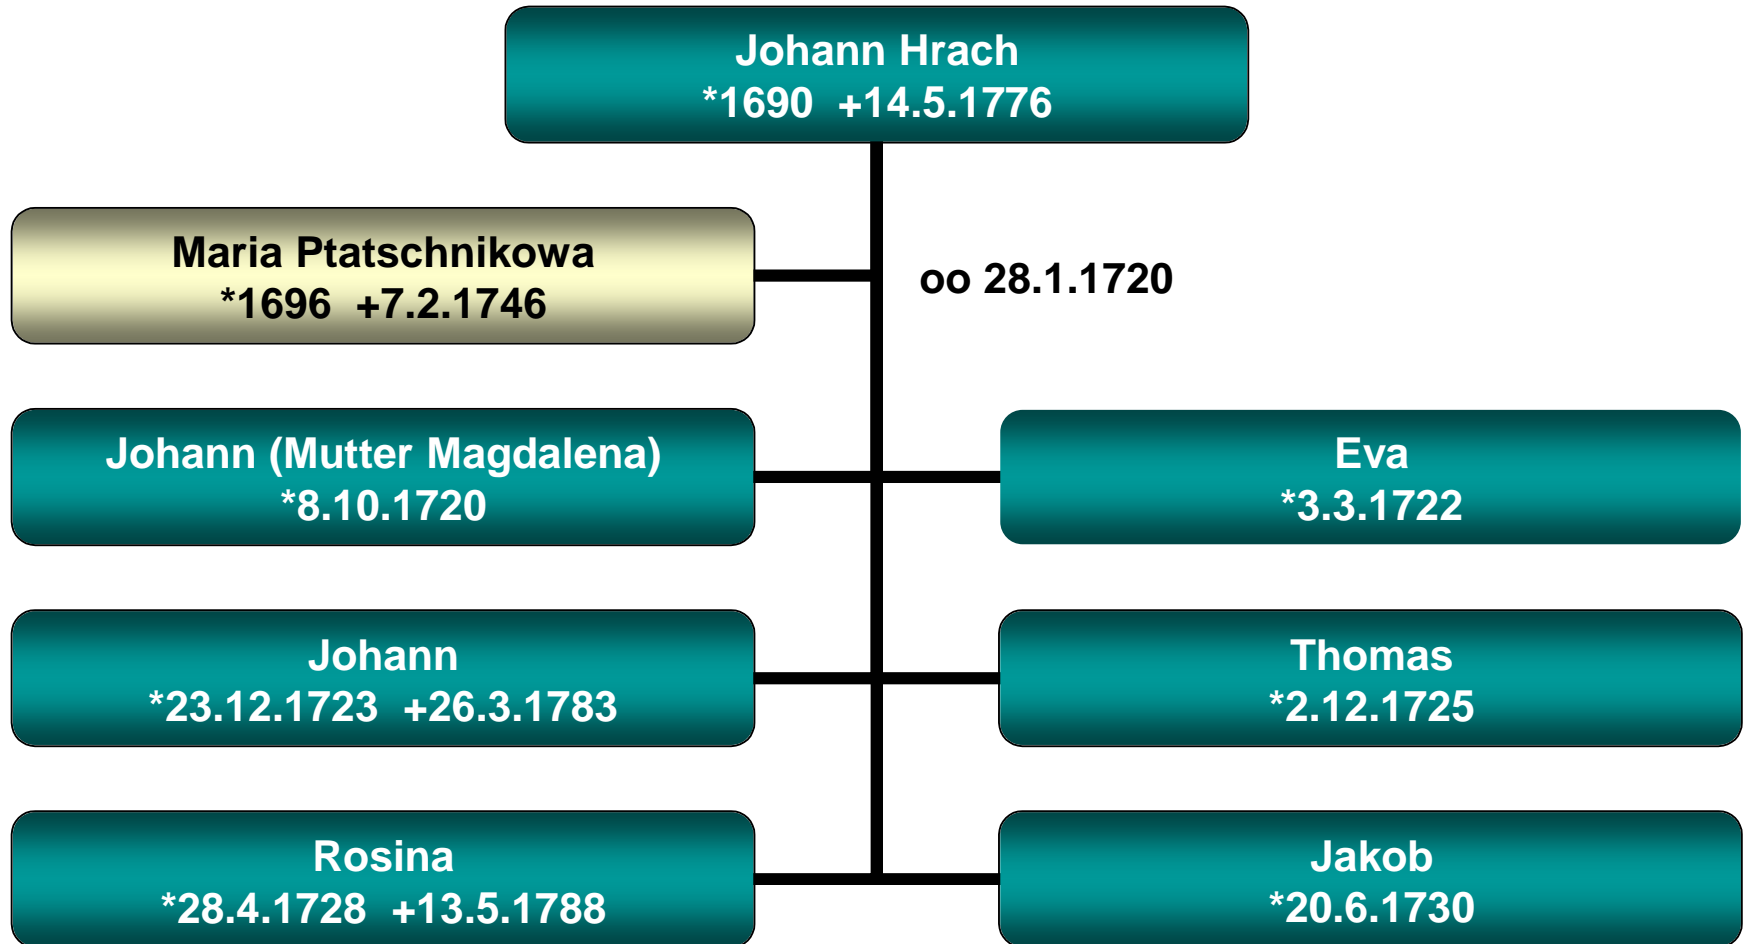 Johann Hrach
*1690 +14.5.1776
Maria Ptatschnikowa
*1696 +7.2.1746
oo 28.1.1720
Johann (Mutter Magdalena)
*8.10.1720
Eva
*3.3.1722
Johann
*23.12.1723 +26.3.1783
Thomas
*2.12.1725
Rosina
*28.4.1728 +13.5.1788
Jakob
*20.6.1730